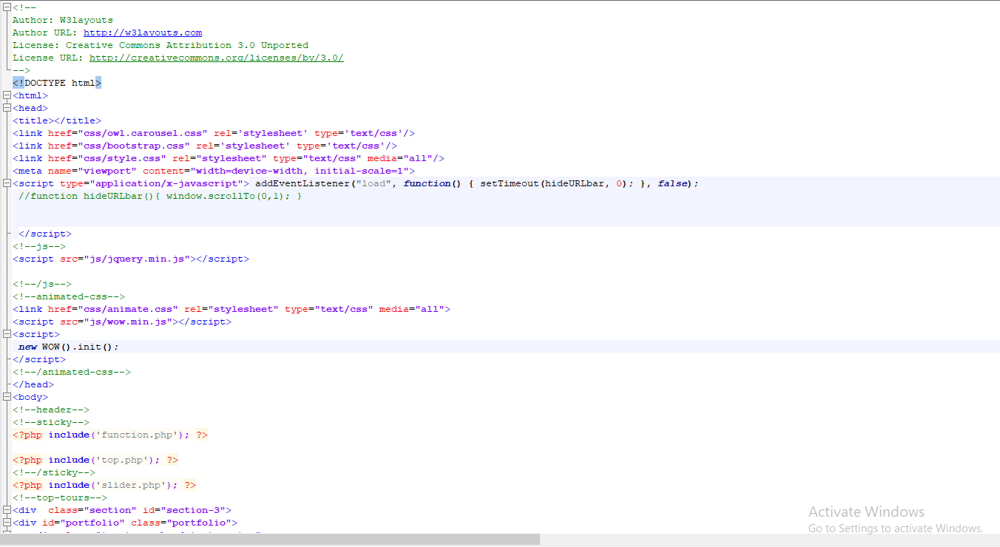 <!--
Author: W3layouts
Author URL: http://w3layouts.com
License: Creative Commons Attribution 3.0 Unported
License URL: http://creativecommons.org/licenses/by/3.0/
-->
<!DOCTYPE html>
<html>
<head>
<title></title>
<link href="css/owl.carousel.css" rel='stylesheet' type='text/css'/>
<link href="css/bootstrap.css" rel='stylesheet' type='text/css'/>
<link href="css/style.css" rel="stylesheet" type="text/css" media="all"/>
<meta name="viewport" content="width=device-width, initial-scale=1">
<script type="application/x-javascript"> addEventListener("load", function() { setTimeout(hideURLbar, 0); }, false);
//function hideURLbar(){ window.scrollTo(0,1); }
</script>
<!--js-->
<script src="js/jquery.min.js"></script>
<!--/js-->
<!--animated-css-->
<link href="css/animate.css" rel="stylesheet" type="text/css" media="all">
<script src="js/wow.min.js"></script>
<script>
new WOW().init();
</script>
<!--/animated-css-->
</head>
<body>
<!--header-->
<!--sticky-->
<?php include('function.php'); ?>
<?php include('top.php'); ?>
<!--/sticky-->
<?php include('slider.php'); ?>
<!--top-tours-->
<div  class="section" id="section-3">
<div id="portfolio" class="portfolio">
Activate Windows
Go to Settings to activate Windows.